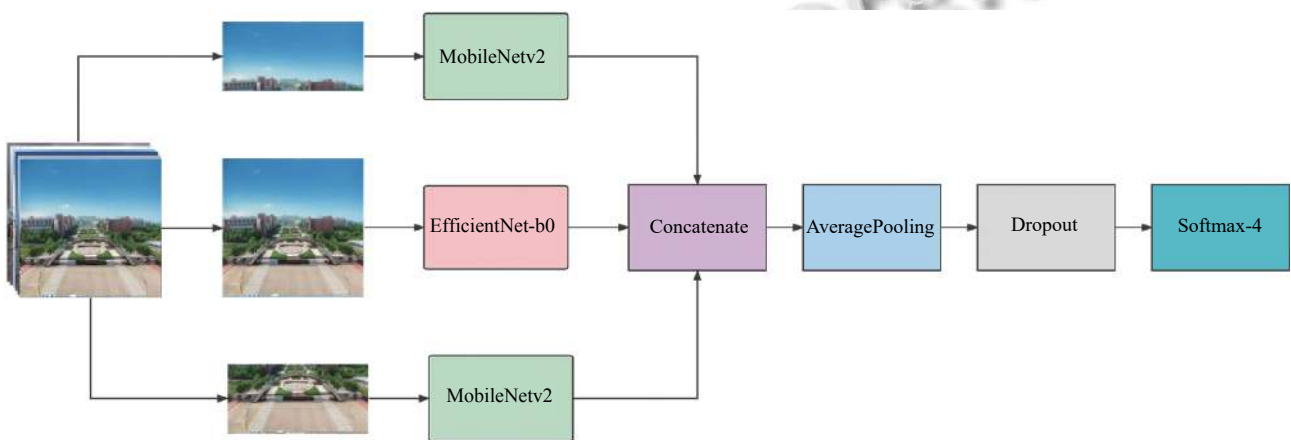 MobileNetv2
EfficientNet-b0
Concatenate
AveragePooling
Dropout
Softmax-4
MobileNetv2